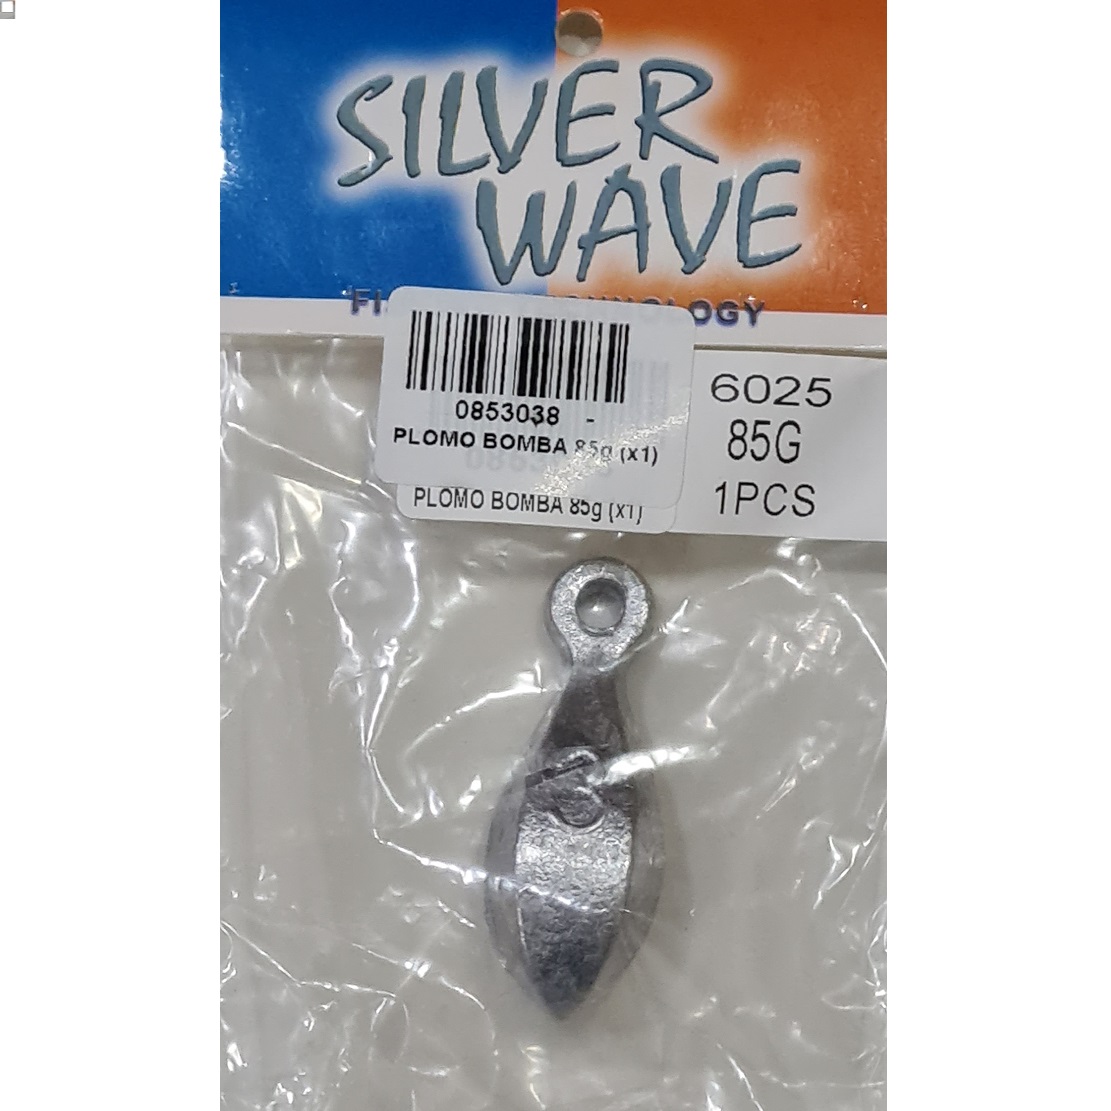 SILVER
WAVE
0853038 -
PLOMO BOMBA 85g (x1)
PLOMO BOMBA 85g (x1)
6025
85G
1PCS